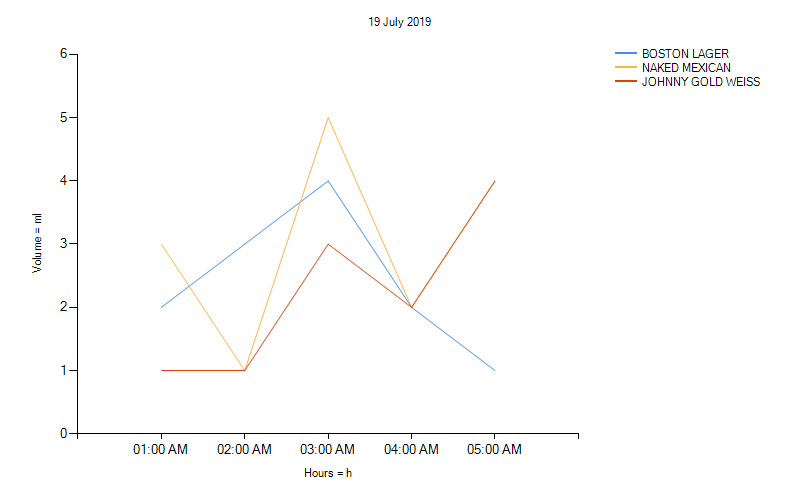 19 July 2019
BOSTON LAGER
NAKED MEXICAN
JOHNNY GOLD WEISS
6
5
4
3
2
1
0
Volume = ml
01:00 AM 02:00 AM 03:00 AM 04:00 AM 05:00 AM
Hours = h